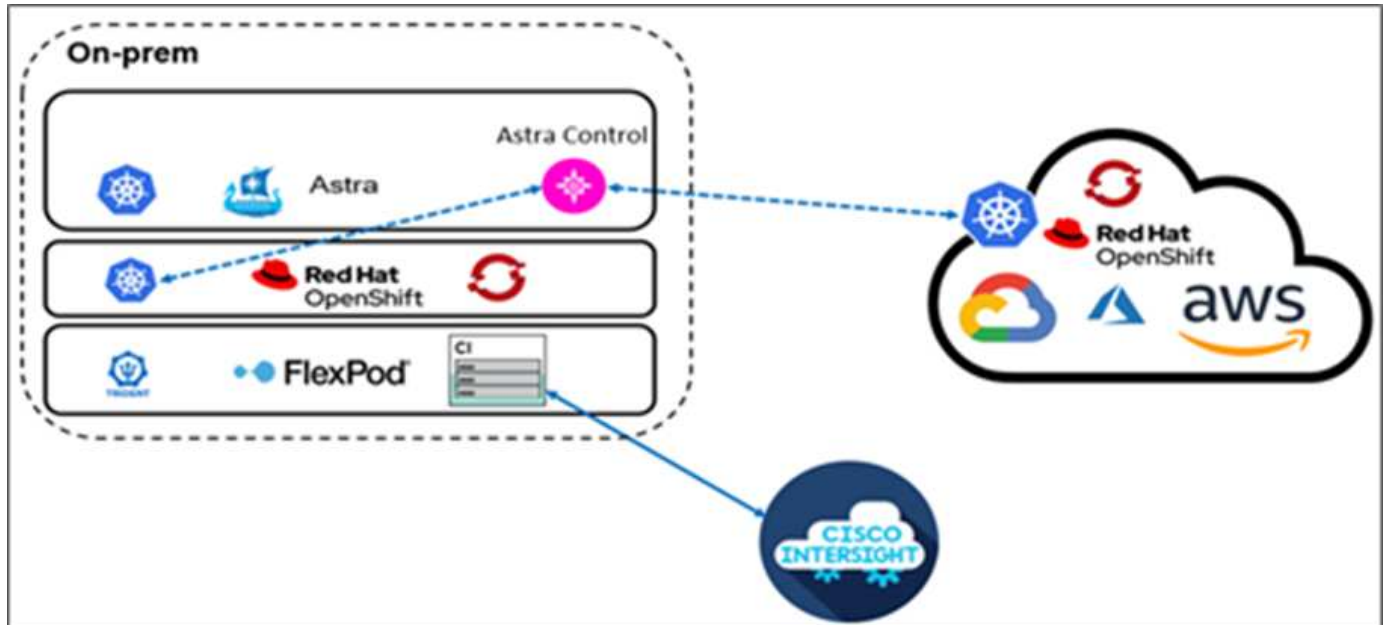 On-prem
Astra Control
Astra
Red Hat
OpenShift
TRIDENT
FlexPod
CI
Red Hat
OpenShift
aws
CISCO
INTERSIGHT